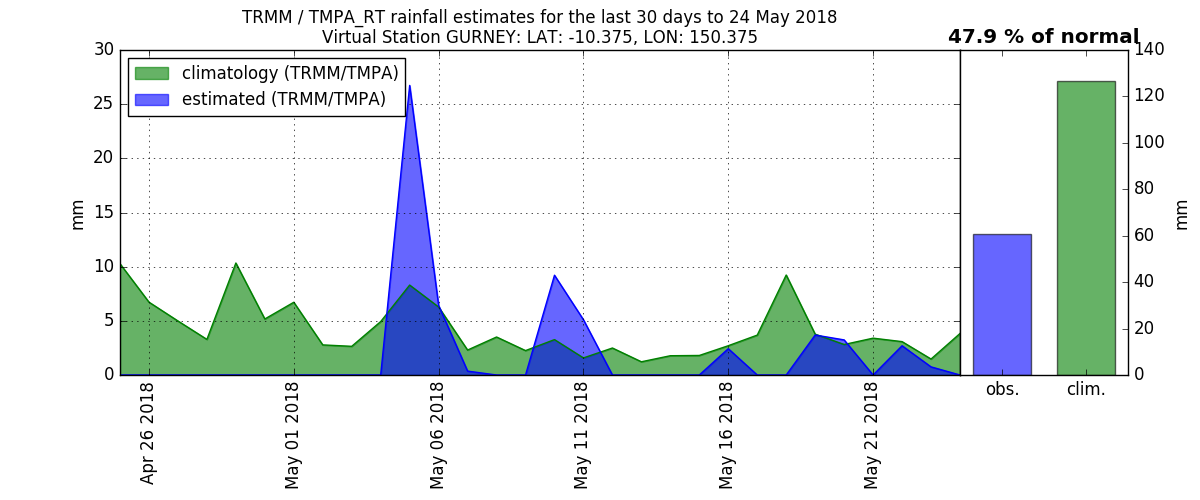 TRMM / TMPA_RT rainfall estimates for the last 30 days to 24 May 2018
Virtual Station GURNEY: LAT: -10.375, LON: 150.375
47.9 % of normal
climatology (TRMM/TMPA)
estimated (TRMM/TMPA)
30
25
20
15
10
5
0
mm
Apr 26 2018
May 01 2018
May 06 2018
May 11 2018
May 16 2018
May 21 2018
obs.
clim.
140
120
100
80
60
40
20
0
mm